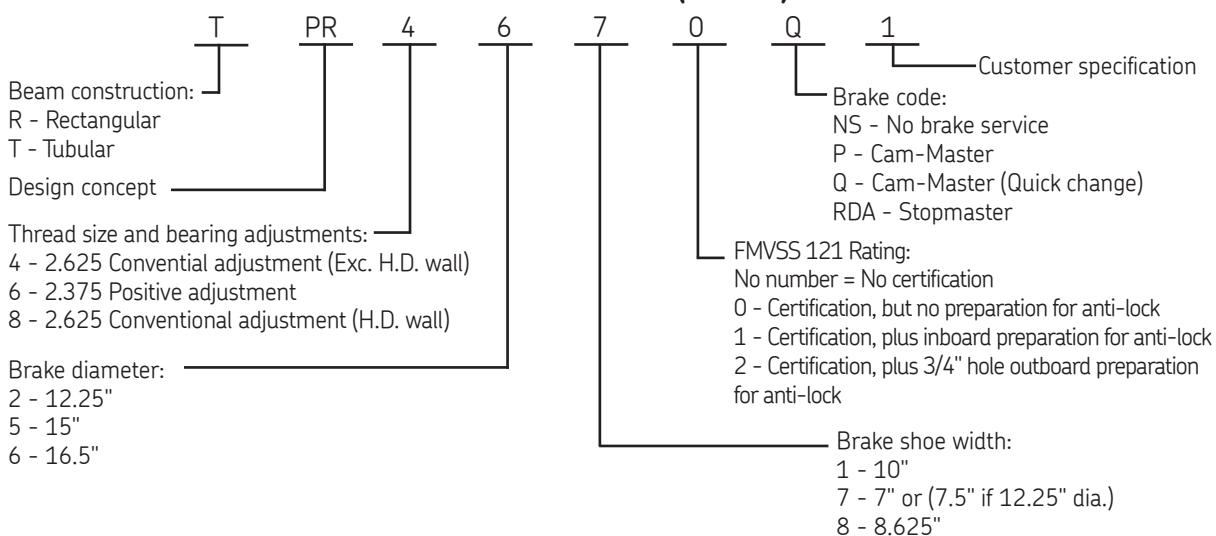 T PR 4 6 7 0 Q 1
Customer specification
Beam construction:
R - Rectangular
T - Tubular
Design concept
Thread size and bearing adjustments:
4 - 2.625 Convential adjustment (Exc. H.D. wall)
6 - 2.375 Positive adjustment
8 - 2.625 Conventional adjustment (H.D. wall)
Brake diameter:
2 - 12.25"
5 - 15"
6 - 16.5"
Brake code:
NS - No brake service
P - Cam-Master
Q - Cam-Master (Quick change)
RDA - Stopmaster
FMVSS 121 Rating:
No number = No certification
0 - Certification, but no preparation for anti-lock
1 - Certification, plus inboard preparation for anti-lock
2 - Certification, plus 3/4" hole outboard preparation
for anti-lock
Brake shoe width:
1 - 10"
7 - 7" or (7.5" if 12.25" dia.)
8 - 8.625"